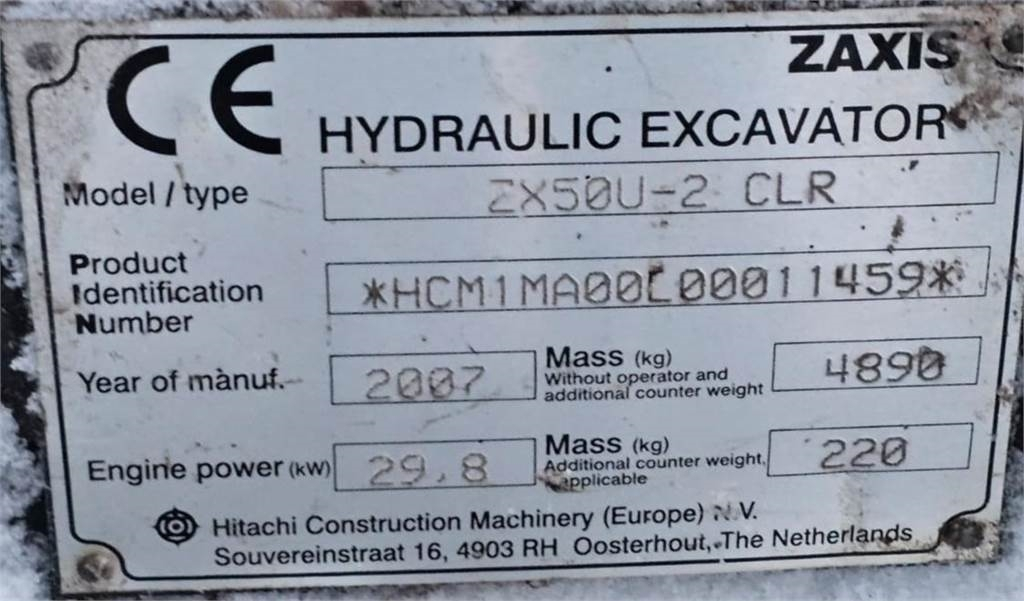 CE ZAXIS
HYDRAULIC EXCAVATOR
Model / type ZX50U-2 CLR
Product
Identification
Number *HCM1MA00C00011459*
Year of manuf. 2007
Mass (kg)
Without operator and
additional counter weight 4890
Engine power (kW) 29,8
Mass (kg)
Additional counter weight,
applicable 220
Hitachi Construction Machinery (Europe) N.V.
Souvereinstraat 16, 4903 RH Oosterhout, The Netherlands